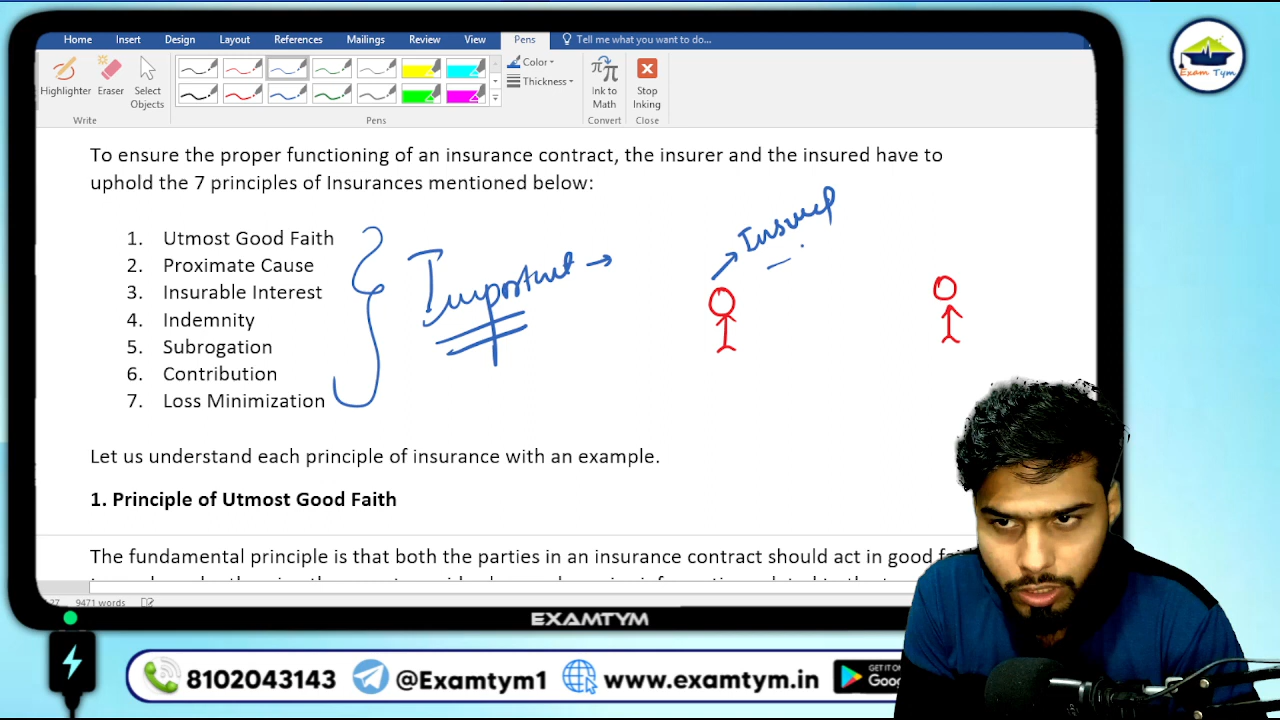 Home Insert Design Layout References Mailings Review View Pens Tell me what you want to do...
Exam Tym
Highlighter Eraser Select Objects
Color
Thickness
Ink to Math
Stop Inking
Write Pens Convert Close
To ensure the proper functioning of an insurance contract, the insurer and the insured have to
uphold the 7 principles of Insurances mentioned below:
1. Utmost Good Faith
2. Proximate Cause
3. Insurable Interest
4. Indemnity
5. Subrogation
6. Contribution
7. Loss Minimization
Important
Let us understand each principle of insurance with an example.
1. Principle of Utmost Good Faith
The fundamental principle is that both the parties in an insurance contract should act in good
9471 words
EXAMTYM
8102043143 @Examtym1 www.examtym.in GET IT ON